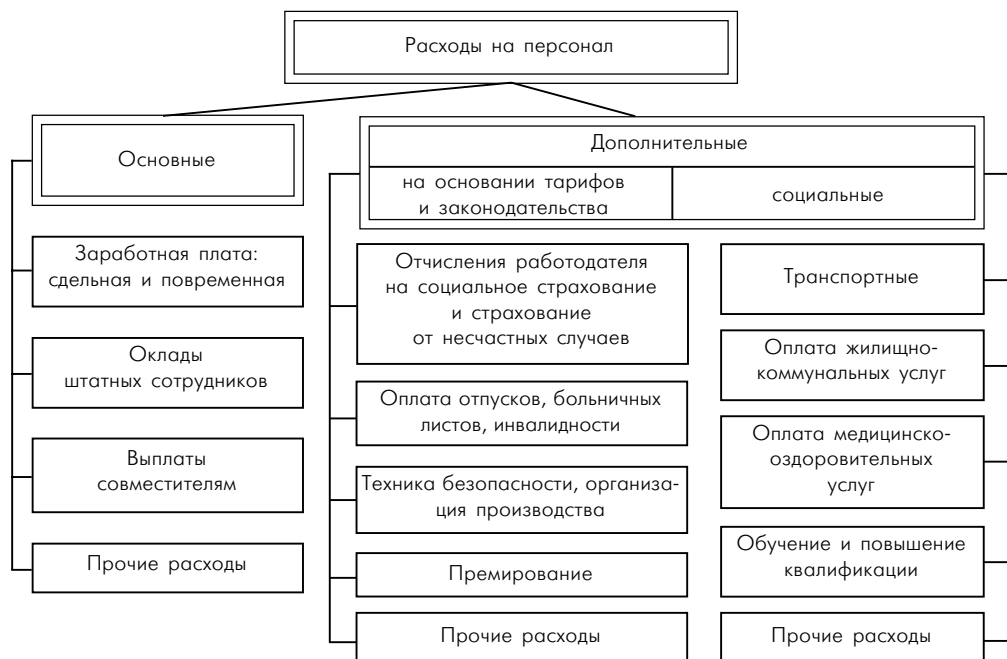 Расходы на персонал
Основные
Заработная плата:
сдельная и повременная
Оклады
штатных сотрудников
Выплаты
совместителям
Прочие расходы
Дополнительные
на основании тарифов
и законодательства
социальные
Отчисления работодателя
на социальное страхование
и страхование
от несчастных случаев
Оплата отпусков, больничных
листов, инвалидности
Техника безопасности, организа-
ция производства
Премирование
Прочие расходы
Транспортные
Оплата жилищно-
коммунальных услуг
Оплата медицинско-
оздоровительных
услуг
Обучение и повышение
квалификации
Прочие расходы